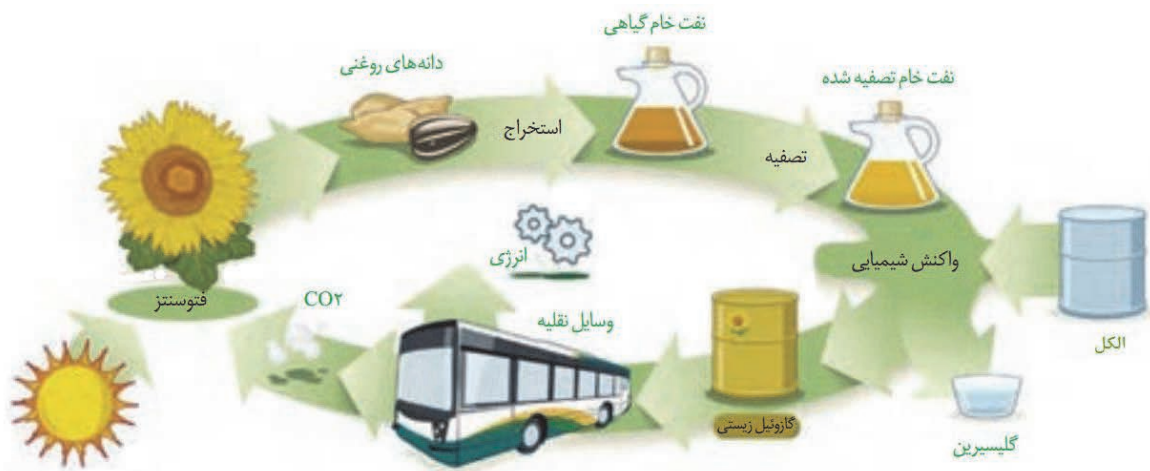 نفت خام گیاهی
دانه‌های روغنی
نفت خام تصفیه شده
استخراج
تصفیه
انرژی
واکنش شیمیایی
فتوسنتز
CO۲
وسایل نقلیه
الکل
گازوئیل زیستی
گلیسیرین